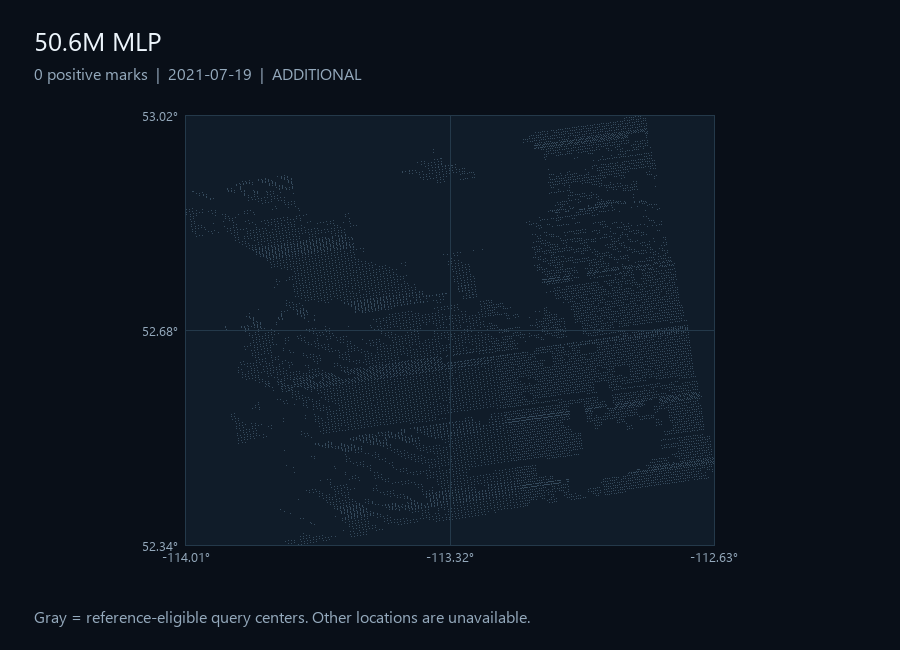 50.6M MLP
0 positive marks | 2021-07-19 | ADDITIONAL
53.02°
52.68°
52.34°
-114.01°
-113.32°
-112.63°
Gray = reference-eligible query centers. Other locations are unavailable.